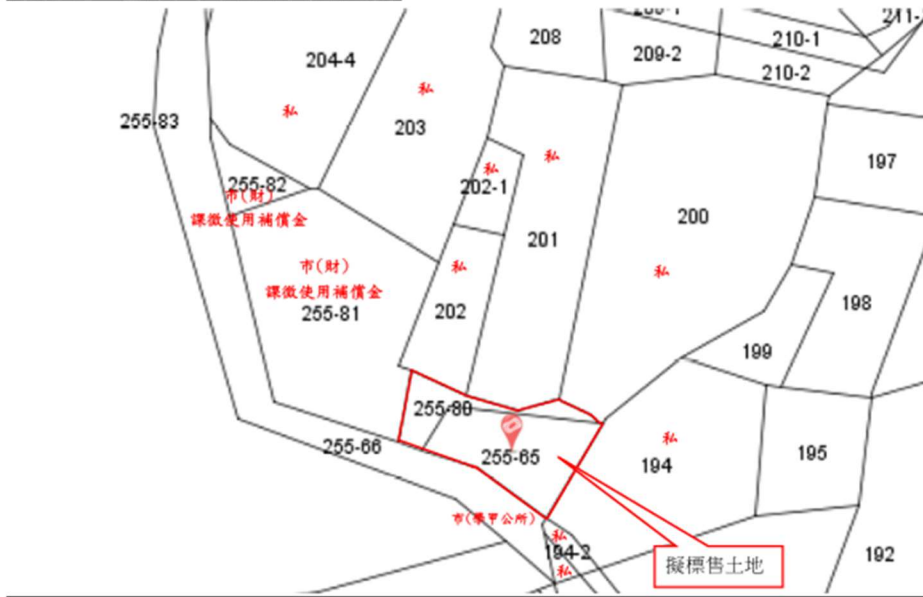 208
209-1
211-
210-1
204-4
209-2
210-2
私
私
255-83
203
私
197
私
202-1
255-82
市(財)
課徵使用補償金
200
201
市(財)
課徵使用補償金
私
私
255-81
202
198
199
255-80
255-66
255-65
私
194
195
市(學甲公所)
私
194-2
私
192
擬標售土地